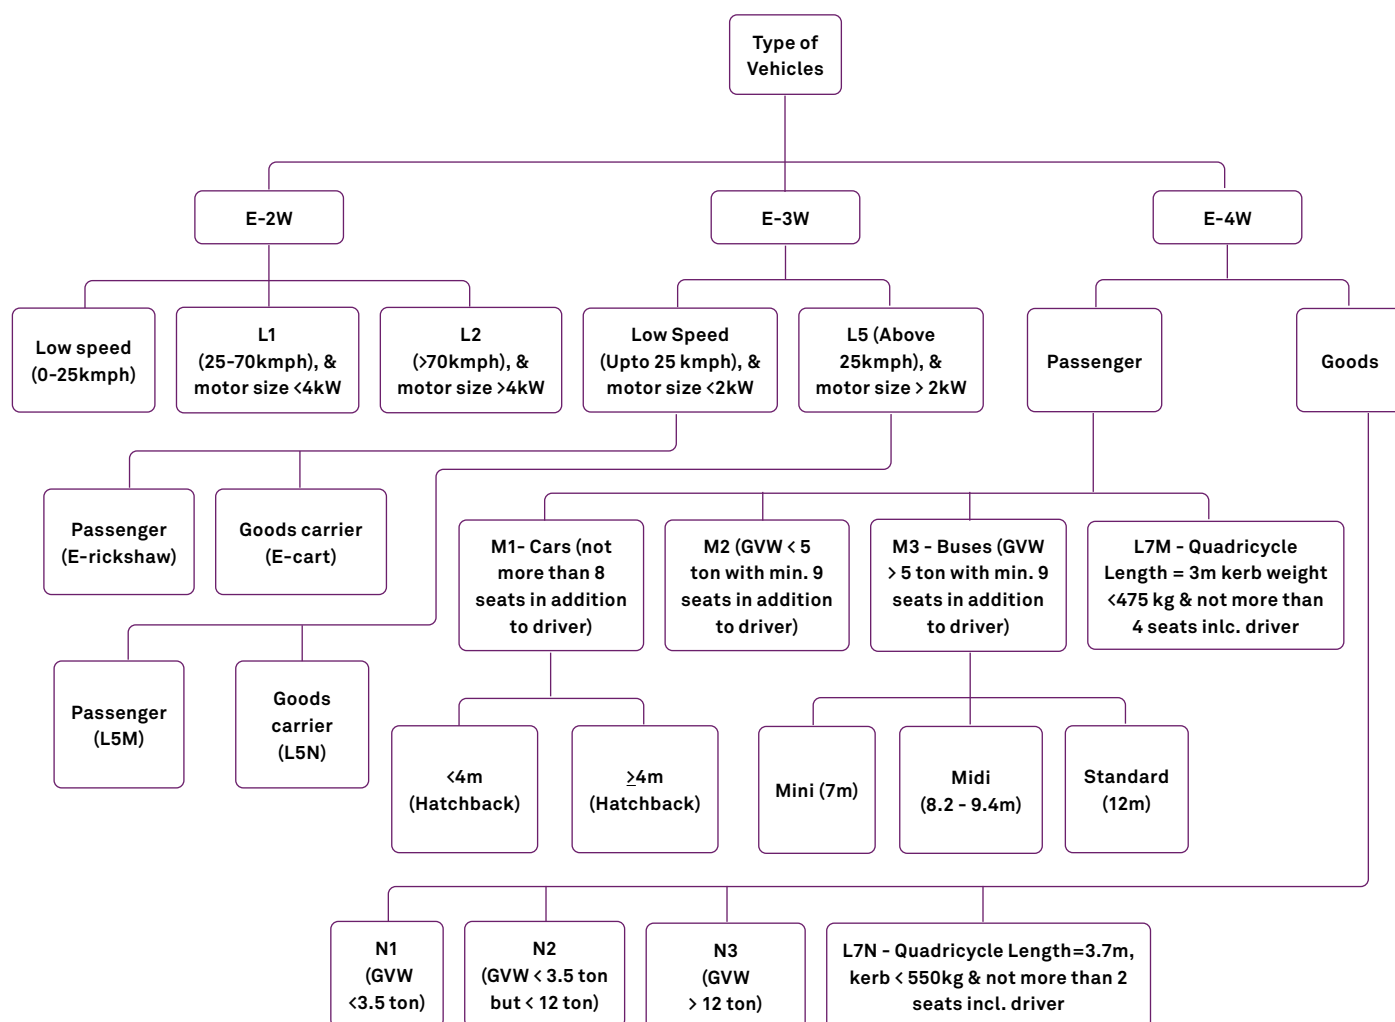 Type of
Vehicles
E-2W
E-3W
E-4W
Low speed
(0-25kmph)
L1
(25-70kmph), &
motor size <4kW
L2
(>70kmph), &
motor size >4kW
Low Speed
(Upto 25 kmph), &
motor size <2kW
L5 (Above
25kmph), &
motor size > 2kW
Passenger
Goods
Passenger
(E-rickshaw)
Goods carrier
(E-cart)
M1- Cars (not
more than 8
seats in addition
to driver)
M2 (GVW < 5
ton with min. 9
seats in addition
to driver)
M3 - Buses (GVW
> 5 ton with min. 9
seats in addition
to driver)
L7M - Quadricycle
Length = 3m kerb weight
<475 kg & not more than
4 seats inlc. driver
Passenger
(L5M)
Goods
carrier
(L5N)
<4m
(Hatchback)
≥4m
(Hatchback)
Mini (7m)
Midi
(8.2 - 9.4m)
Standard
(12m)
N1
(GVW
<3.5 ton)
N2
(GVW < 3.5 ton
but < 12 ton)
N3
(GVW
> 12 ton)
L7N - Quadricycle Length=3.7m,
kerb < 550kg & not more than 2
seats incl. driver